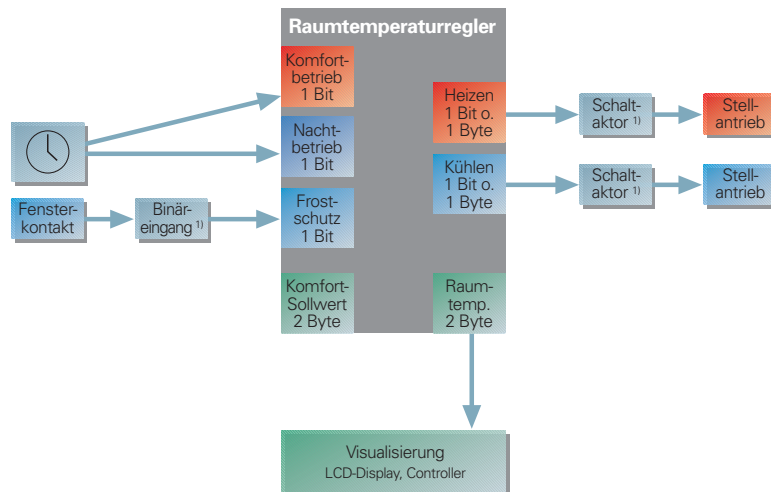 Raumtemperaturregler
Komfort-
betrieb
1 Bit
Nacht-
betrieb
1 Bit
Fenster-
kontakt
Binär-
eingang 1)
Frost-
schutz
1 Bit
Komfort-
Sollwert
2 Byte
Heizen
1 Bit o.
1 Byte
Schalt-
aktor 1)
Stell-
antrieb
Kühlen
1 Bit o.
1 Byte
Schalt-
aktor 1)
Stell-
antrieb
Raum-
temp.
2 Byte
Visualisierung
LCD-Display, Controller